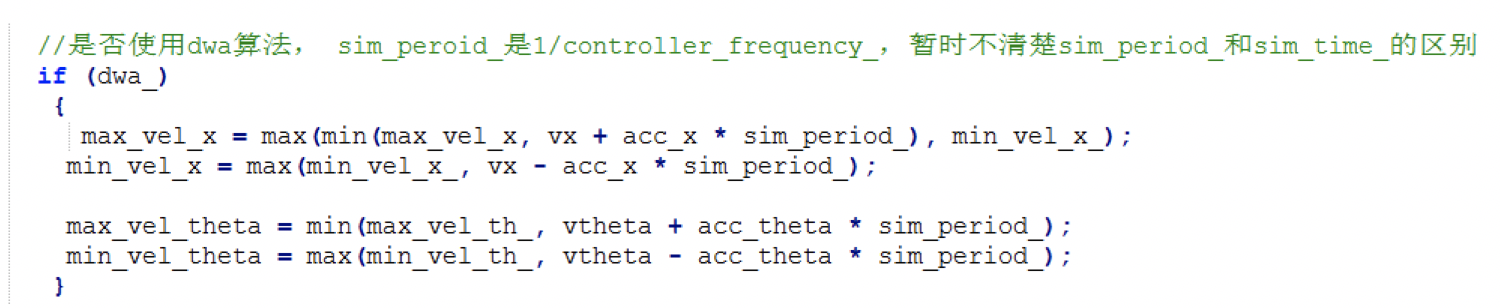 //是否使用dwa算法， sim_peroid_是1/controller_frequency_，暂时不清楚sim_period_和sim_time_的区别
if (dwa_)
{
max_vel_x = max(min(max_vel_x, vx + acc_x * sim_period_), min_vel_x_);
min_vel_x = max(min_vel_x_, vx - acc_x * sim_period_);
max_vel_theta = min(max_vel_th_, vtheta + acc_theta * sim_period_);
min_vel_theta = max(min_vel_th_, vtheta - acc_theta * sim_period_);
}